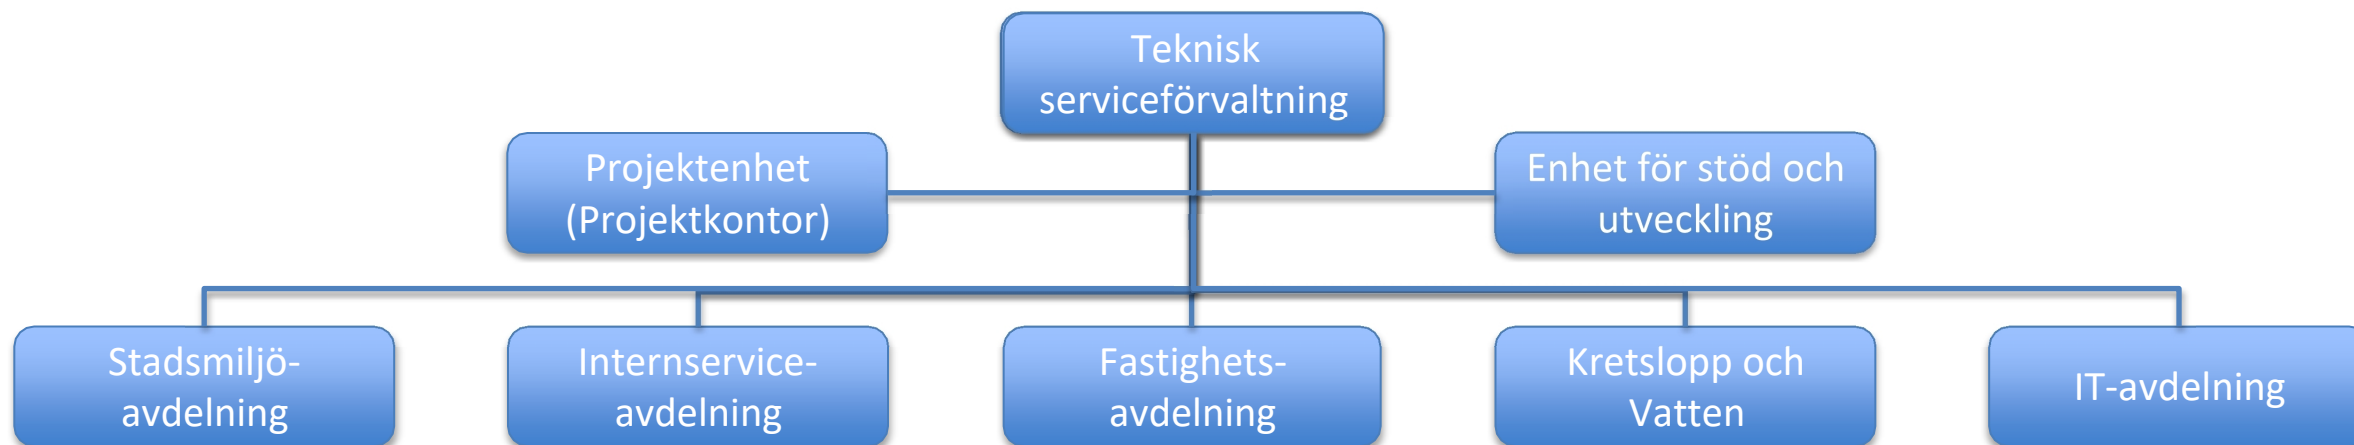 Teknisk
serviceförvaltning
Projektenhet
(Projektkontor)
Enhet för stöd och
utveckling
Stadsmiljö-
avdelning
Internservice-
avdelning
Fastighets-
avdelning
Kretslopp och
Vatten
IT-avdelning